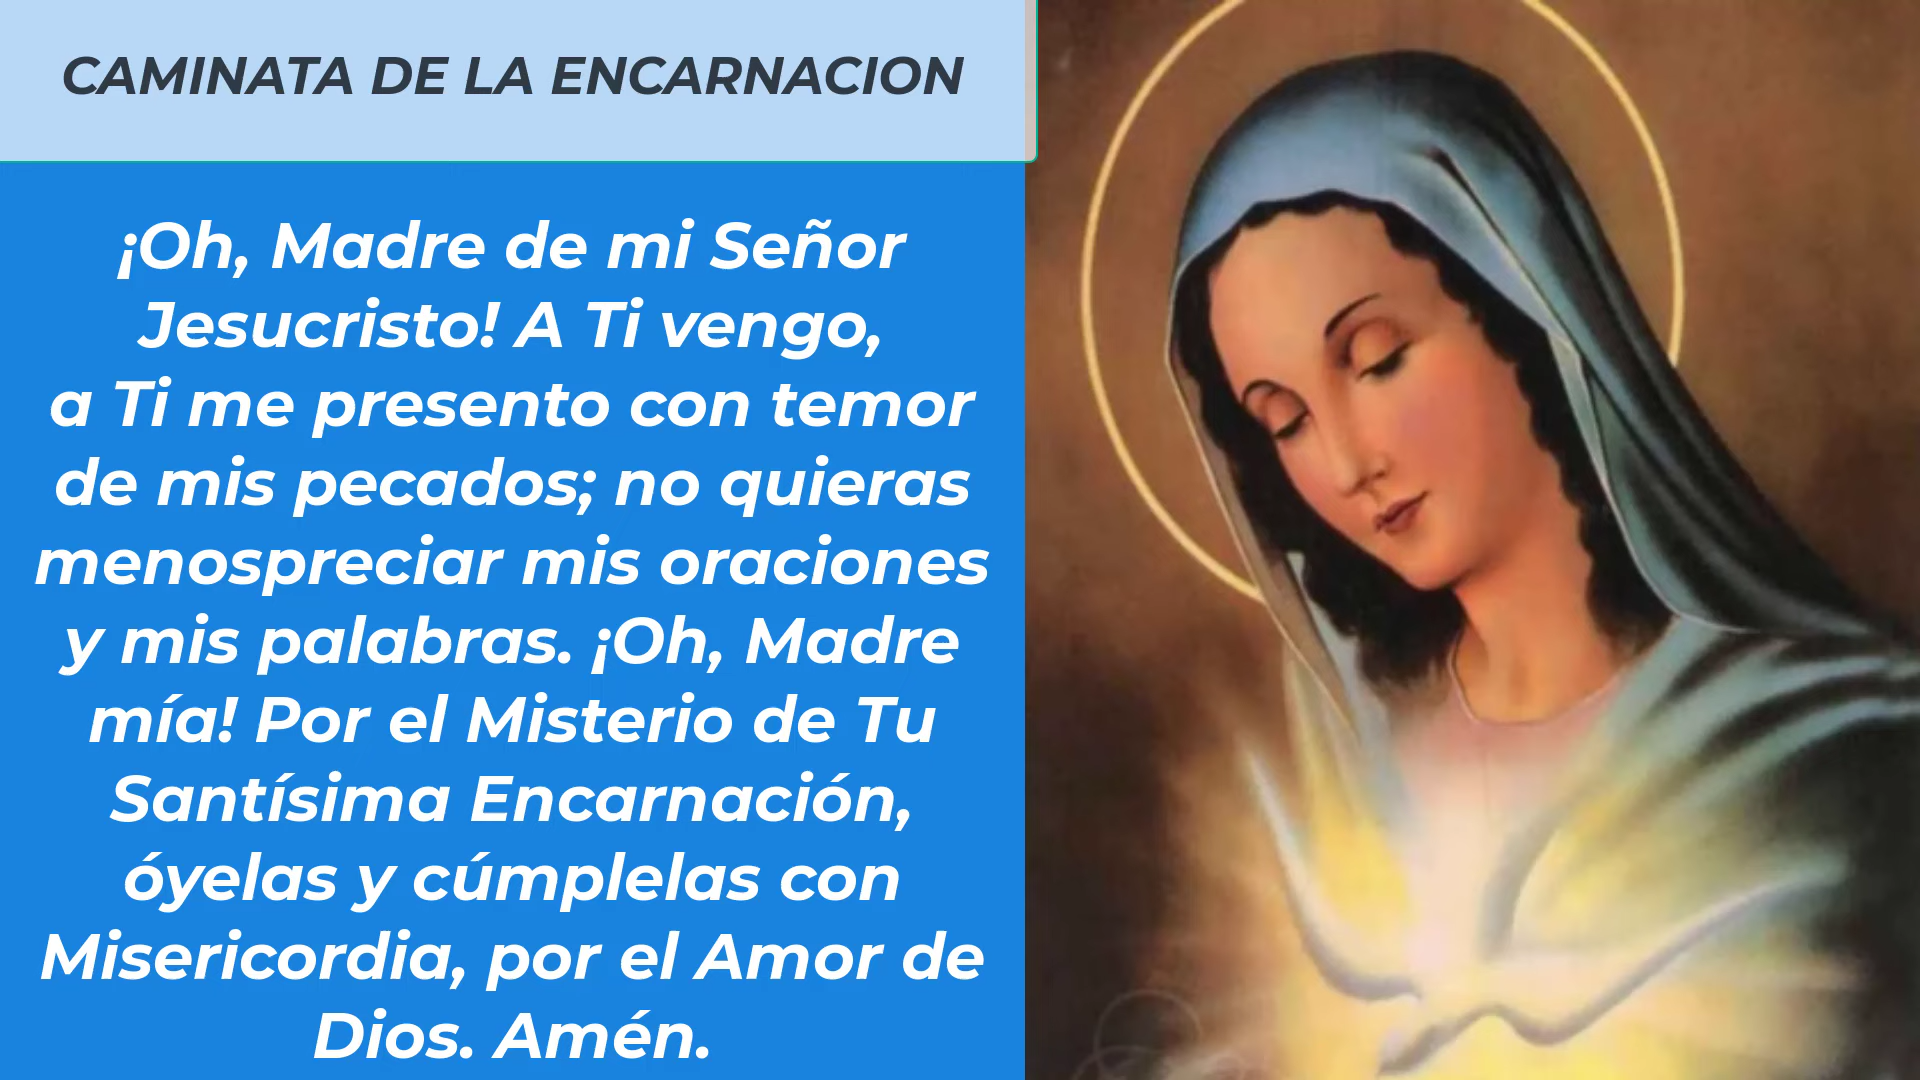 CAMINATA DE LA ENCARNACION
¡Oh, Madre de mi Señor
Jesucristo! A Ti vengo,
a Ti me presento con temor
de mis pecados; no quieras
menospreciar mis oraciones
y mis palabras. ¡Oh, Madre
mía! Por el Misterio de Tu
Santísima Encarnación,
óyelas y cúmplelas con
Misericordia, por el Amor de
Dios. Amén.